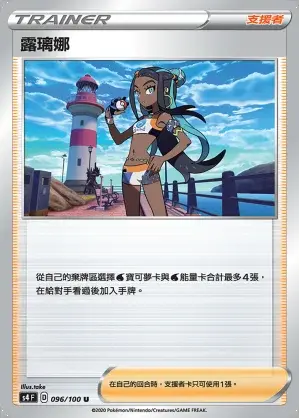 TRAINER 支援者
露璃娜
從自己的棄牌區選擇寶可夢卡與能量卡合計最多4張，
在給對手看過後加入手牌。
Illus.take
S4 F D 096/100 U
在自己的回合時，支援者卡只可使用1張。
©2020 Pokémon/Nintendo/Creatures/GAME FREAK.